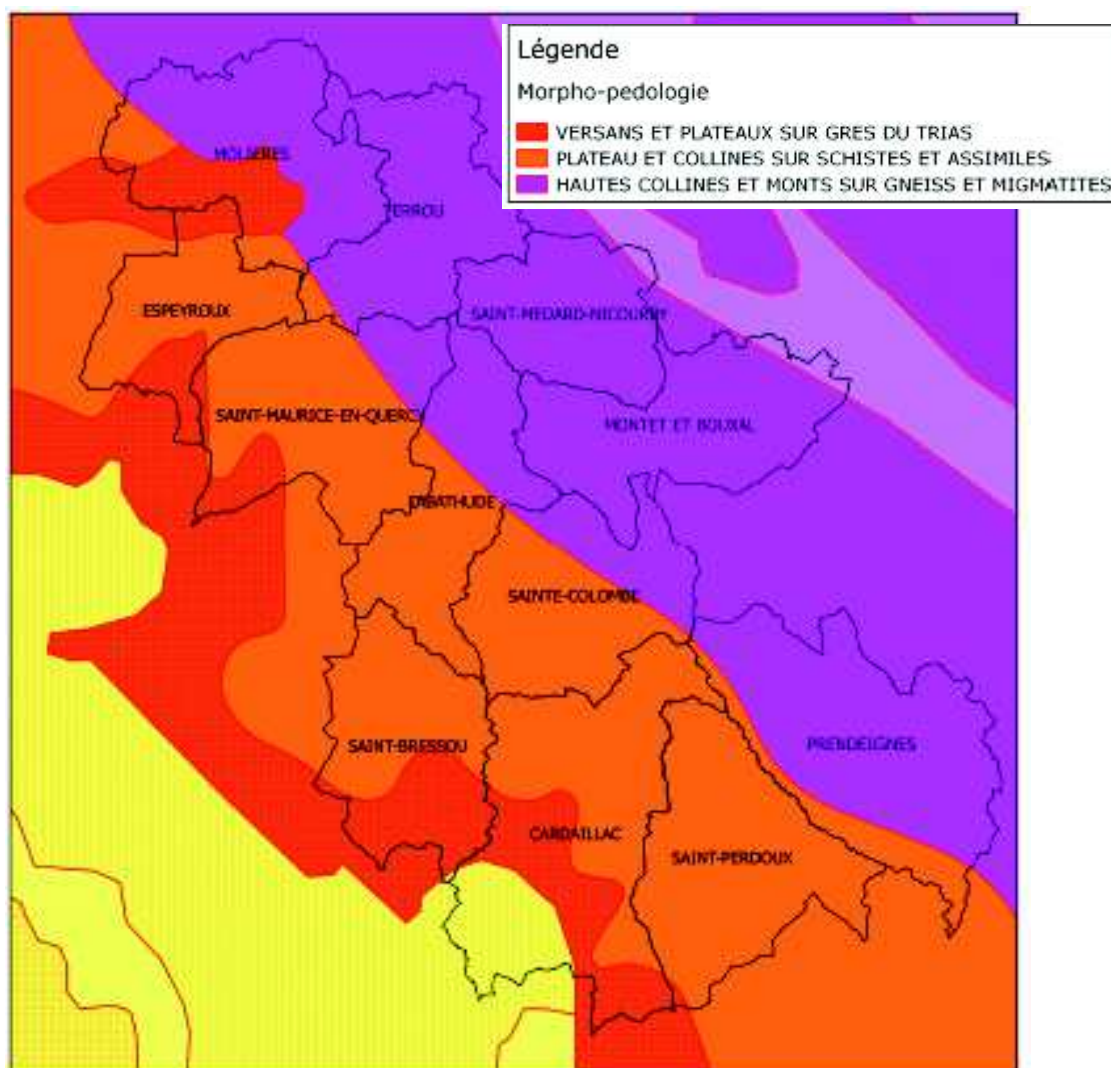 Légende
Morpho-pedologie
VERSANS ET PLATEAUX SUR GRES DU TRIAS
PLATEAU ET COLLINES SUR SCHISTES ET ASSIMILES
HAUTES COLLINES ET MONTS SUR GNEISS ET MIGMATITES
MOLIERES
TERROU
ESPEYROUX
SAINT-MEDARD-NICOURBY
SAINT-MAURICE-EN-QUERCY
MONTET ET BOUXAL
LABATHUDE
SAINTE-COLOMBE
SAINT-BRESSOU
PRENDEIGNES
CARDAILLAC
SAINT-PERDOUX